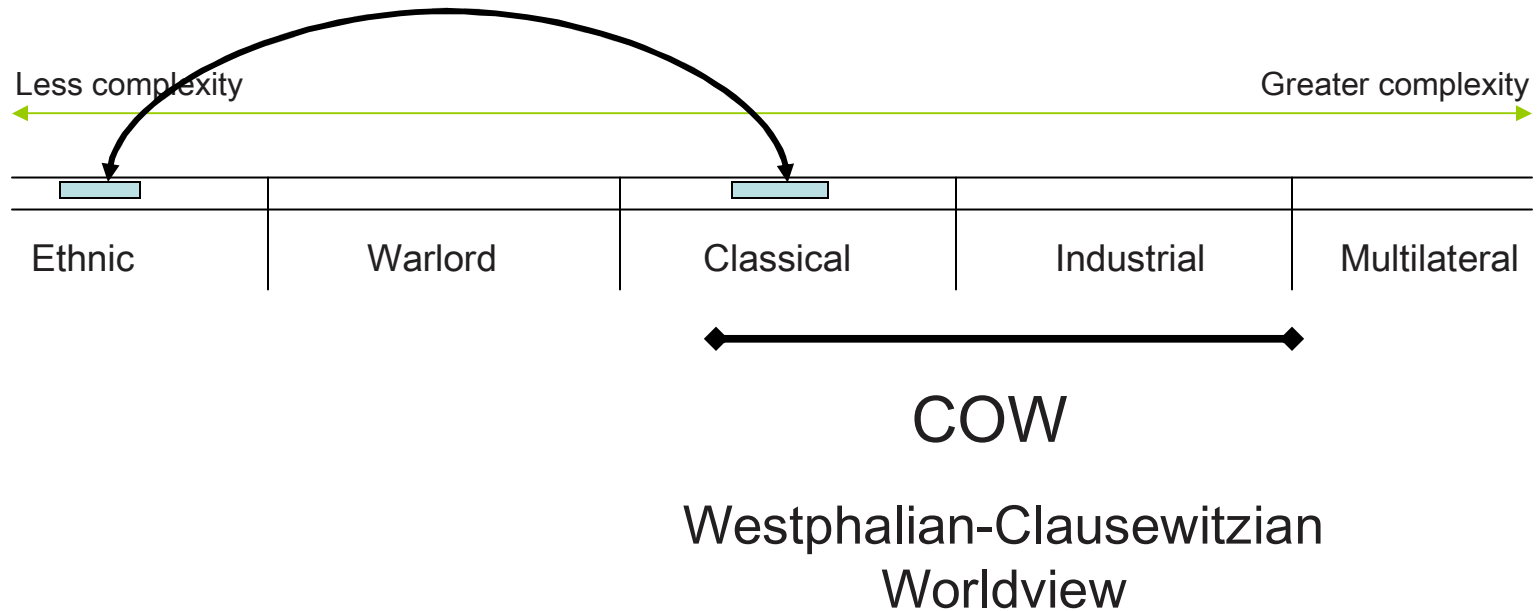 Less complexity
Greater complexity
Ethnic
Warlord
Classical
Industrial
Multilateral
COW
Westphalian-Clausewitzian
Worldview